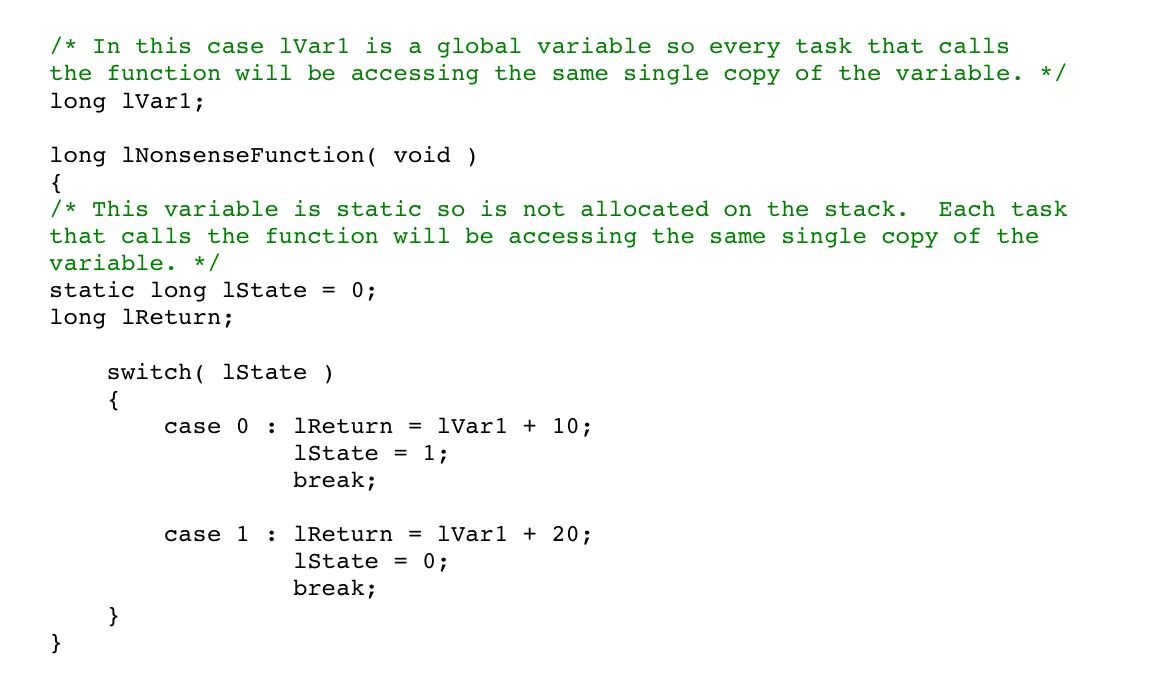 /* In this case lVar1 is a global variable so every task that calls
the function will be accessing the same single copy of the variable. */
long lVar1;

long lNonsenseFunction( void )
{
/* This variable is static so is not allocated on the stack.  Each task
that calls the function will be accessing the same single copy of the
variable. */
static long lState = 0;
long lReturn;

    switch( lState )
    {
        case 0 : lReturn = lVar1 + 10;
                 lState = 1;
                 break;

        case 1 : lReturn = lVar1 + 20;
                 lState = 0;
                 break;
    }
}